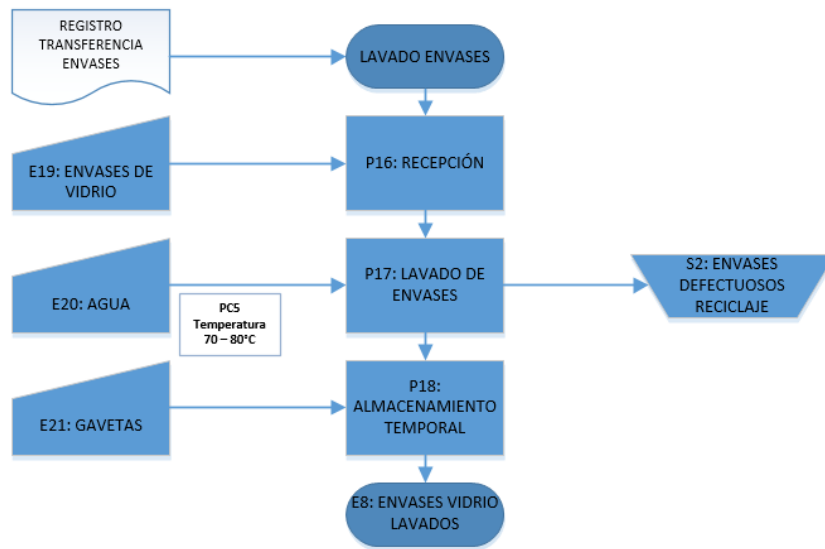 REGISTRO
TRANSFERENCIA
ENVASES
LAVADO ENVASES
E19: ENVASES DE
VIDRIO
P16: RECEPCIÓN
E20: AGUA
PC5
Temperatura
70 – 80°C
P17: LAVADO DE
ENVASES
S2: ENVASES
DEFECTUOSOS
RECICLAJE
E21: GAVETAS
P18:
ALMACENAMIENTO
TEMPORAL
E8: ENVASES VIDRIO
LAVADOS